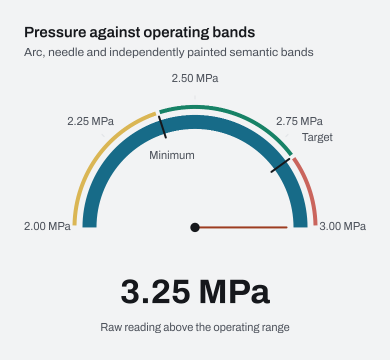 Pressure against operating bands
Arc, needle and independently painted semantic bands
2.50 MPa
2.25 MPa
2.75 MPa
Target
Minimum
2.00 MPa
3.00 MPa
3.25 MPa
Raw reading above the operating range